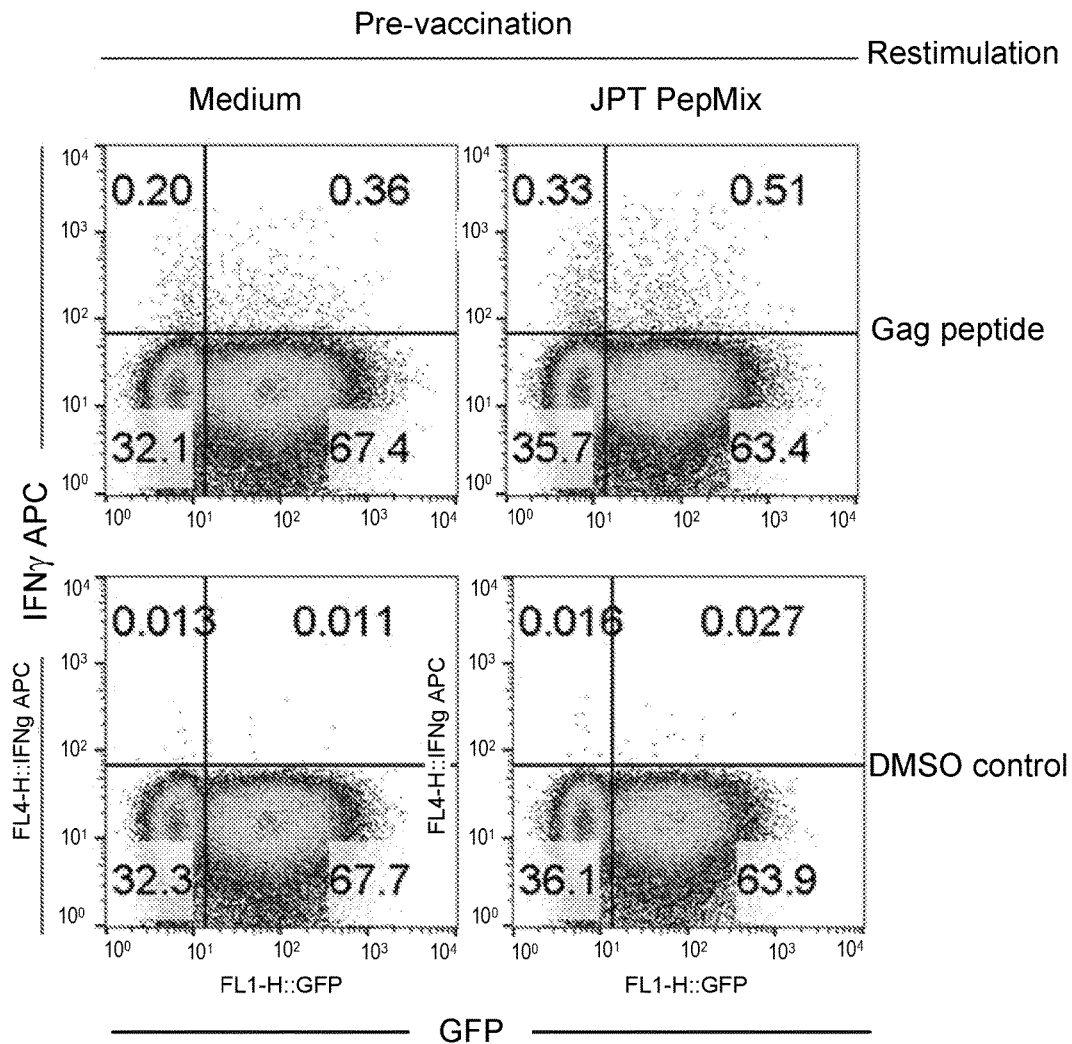 Pre-vaccination
Restimulation
Medium
JPT PepMix
10⁴
10³
10²
10¹
10⁰
0.20
0.36
32.1
67.4
10⁰ 10¹ 10² 10³ 10⁴
10⁴
10³
10²
10¹
10⁰
0.33
0.51
35.7
63.4
10⁰ 10¹ 10² 10³ 10⁴
Gag peptide
IFNγ APC
FL4-H::IFNg APC
10⁴
10³
10²
10¹
10⁰
0.013
0.011
32.3
67.7
10⁰ 10¹ 10² 10³ 10⁴
FL1-H::GFP
FL4-H::IFNg APC
10⁴
10³
10²
10¹
10⁰
0.016
0.027
36.1
63.9
10⁰ 10¹ 10² 10³ 10⁴
FL1-H::GFP
DMSO control
GFP